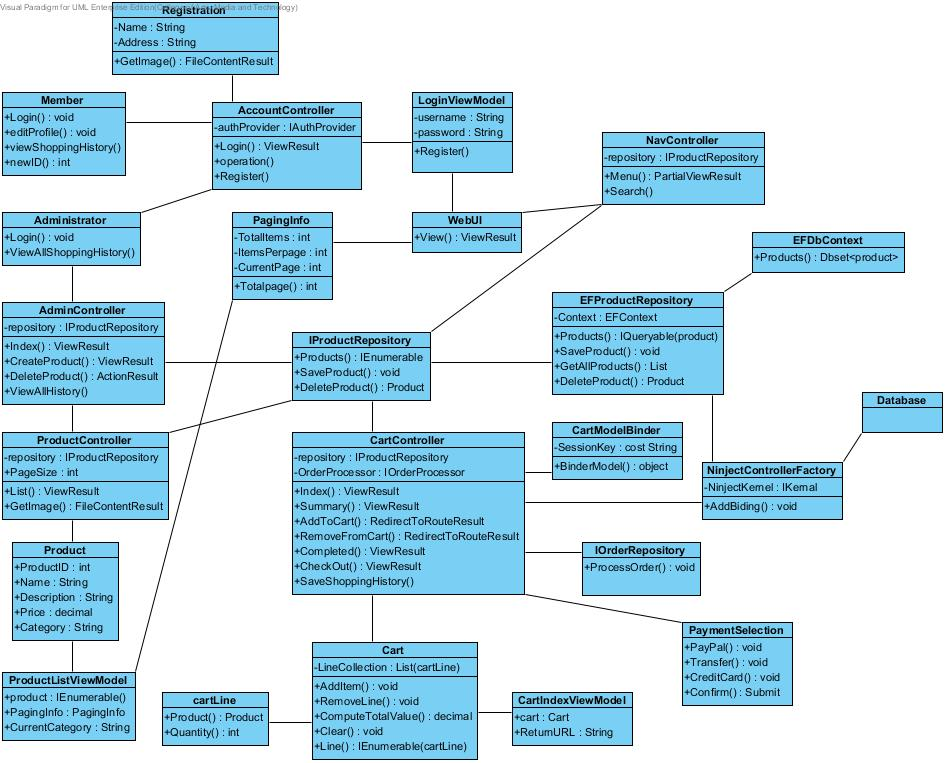 Visual Paradigm for UML Enterprise Edition( and Technology)
Registration
-Name : String
-Address : String
+GetImage() : FileContentResult
Member
+Login() : void
+editProfile() : void
+viewShoppingHistory()
+newID() : int
AccountController
-authProvider : IAuthProvider
+Login() : ViewResult
+operation()
+Register()
LoginViewModel
-username : String
-password : String
+Register()
NavController
-repository : IProductRepository
+Menu() : PartialViewResult
+Search()
Administrator
+Login() : void
+ViewAllShoppingHistory()
PagingInfo
-TotalItems : int
-ItemsPerpage : int
-CurrentPage : int
+Totalpage() : int
WebUI
+View() : ViewResult
EFDbContext
+Products() : Dbset<product>
AdminController
-repository : IProductRepository
+Index() : ViewResult
+CreateProduct() : ViewResult
+DeleteProduct() : ActionResult
+ViewAllHistory()
IProductRepository
+Products() : IEnumerable
+SaveProduct() : void
+DeleteProduct() : Product
EFProductRepository
-Context : EFContext
+Products() : IQueryable(product)
+SaveProduct() : void
+GetAllProducts() : List
+DeleteProduct() : Product
Database
ProductController
-repository : IProductRepository
+PageSize : int
+List() : ViewResult
+GetImage() : FileContentResult
CartController
-repository : IProductRepository
-OrderProcessor : IOrderProcessor
+Index() : ViewResult
+Summary() : ViewResult
+AddToCart() : RedirectToRouteResult
+RemoveFromCart() : RedirectToRouteResult
+Completed() : ViewResult
+CheckOut() : ViewResult
+SaveShoppingHistory()
CartModelBinder
-SessionKey : cost String
+BinderModel() : object
NinjectControllerFactory
-NinjectKernel : IKernal
+AddBiding() : void
Product
+ProductID : int
+Name : String
+Description : String
+Price : decimal
+Category : String
IOrderRepository
+ProcessOrder() : void
PaymentSelection
+PayPal() : void
+Transfer() : void
+CreditCard() : void
+Confirm() : Submit
ProductListViewModel
+product : IEnumerable()
+PagingInfo : PagingInfo
+CurrentCategory : String
cartLine
+Product() : Product
+Quantity() : int
Cart
-LineCollection : List(cartLine)
+AddItem() : void
+RemoveLine() : void
+ComputeTotalValue() : decimal
+Clear() : void
+Line() : IEnumerable(cartLine)
CartIndexViewModel
+cart : Cart
+ReturnURL : String